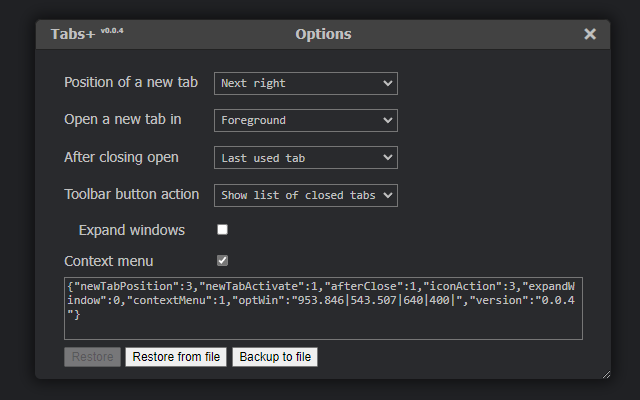 Tabs+ v0.0.4 Options
Position of a new tab Next right
Open a new tab in Foreground
After closing open Last used tab
Toolbar button action Show list of closed tabs
Expand windows
Context menu
{"newTabPosition":3,"newTabActivate":1,"afterClose":1,"iconAction":3,"expandW
indow":0,"contextMenu":1,"optWin":"953.846|543.507|640|400|","version":"0.0.4
"}
Restore Restore from file Backup to file